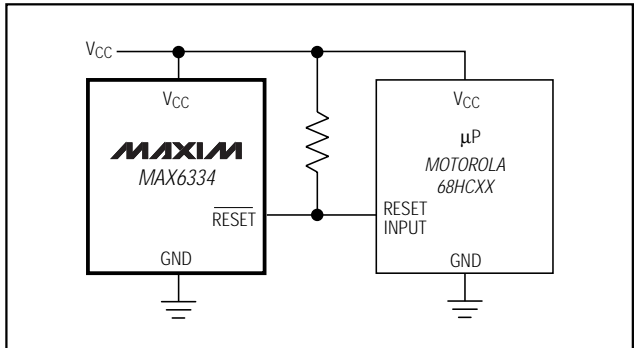 VCC
VCC
MAXIM
MAX6334
RESET
GND
VCC
µP
MOTOROLA
68HCXX
RESET
INPUT
GND